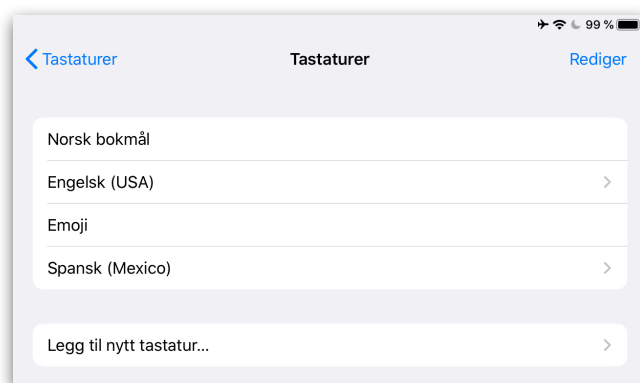 99 %
Tastaturer Tastaturer Rediger
Norsk bokmål
Engelsk (USA)
Emoji
Spansk (Mexico)
Legg til nytt tastatur...